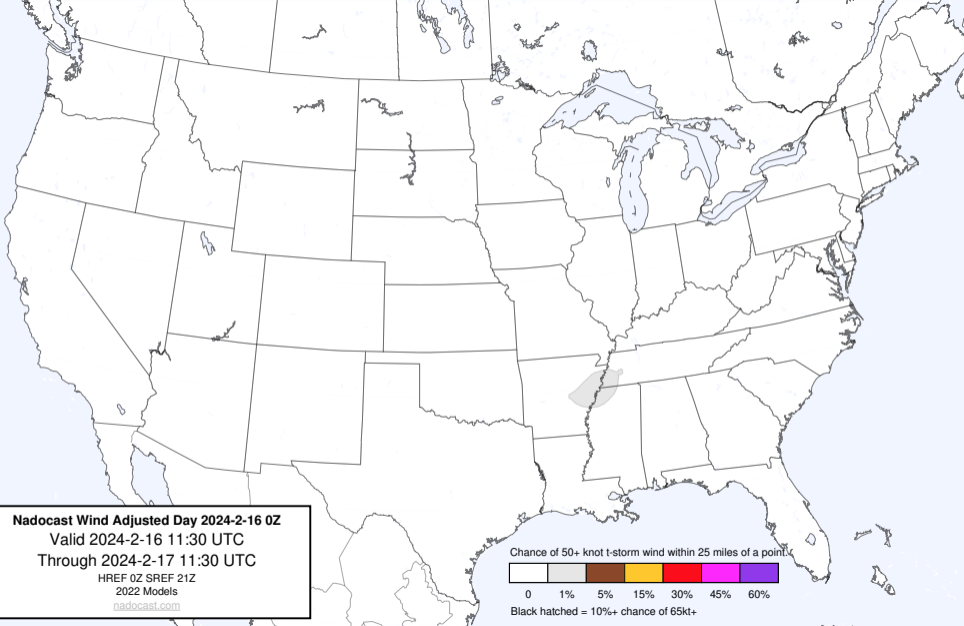 Nadocast Wind Adjusted Day 2024-2-16 0Z
Valid 2024-2-16 11:30 UTC
Through 2024-2-17 11:30 UTC
HREF 0Z SREF 21Z
2022 Models
nadocast.com
Chance of 50+ knot t-storm wind within 25 miles of a point.
0 1% 5% 15% 30% 45% 60%
Black hatched = 10%+ chance of 65kt+